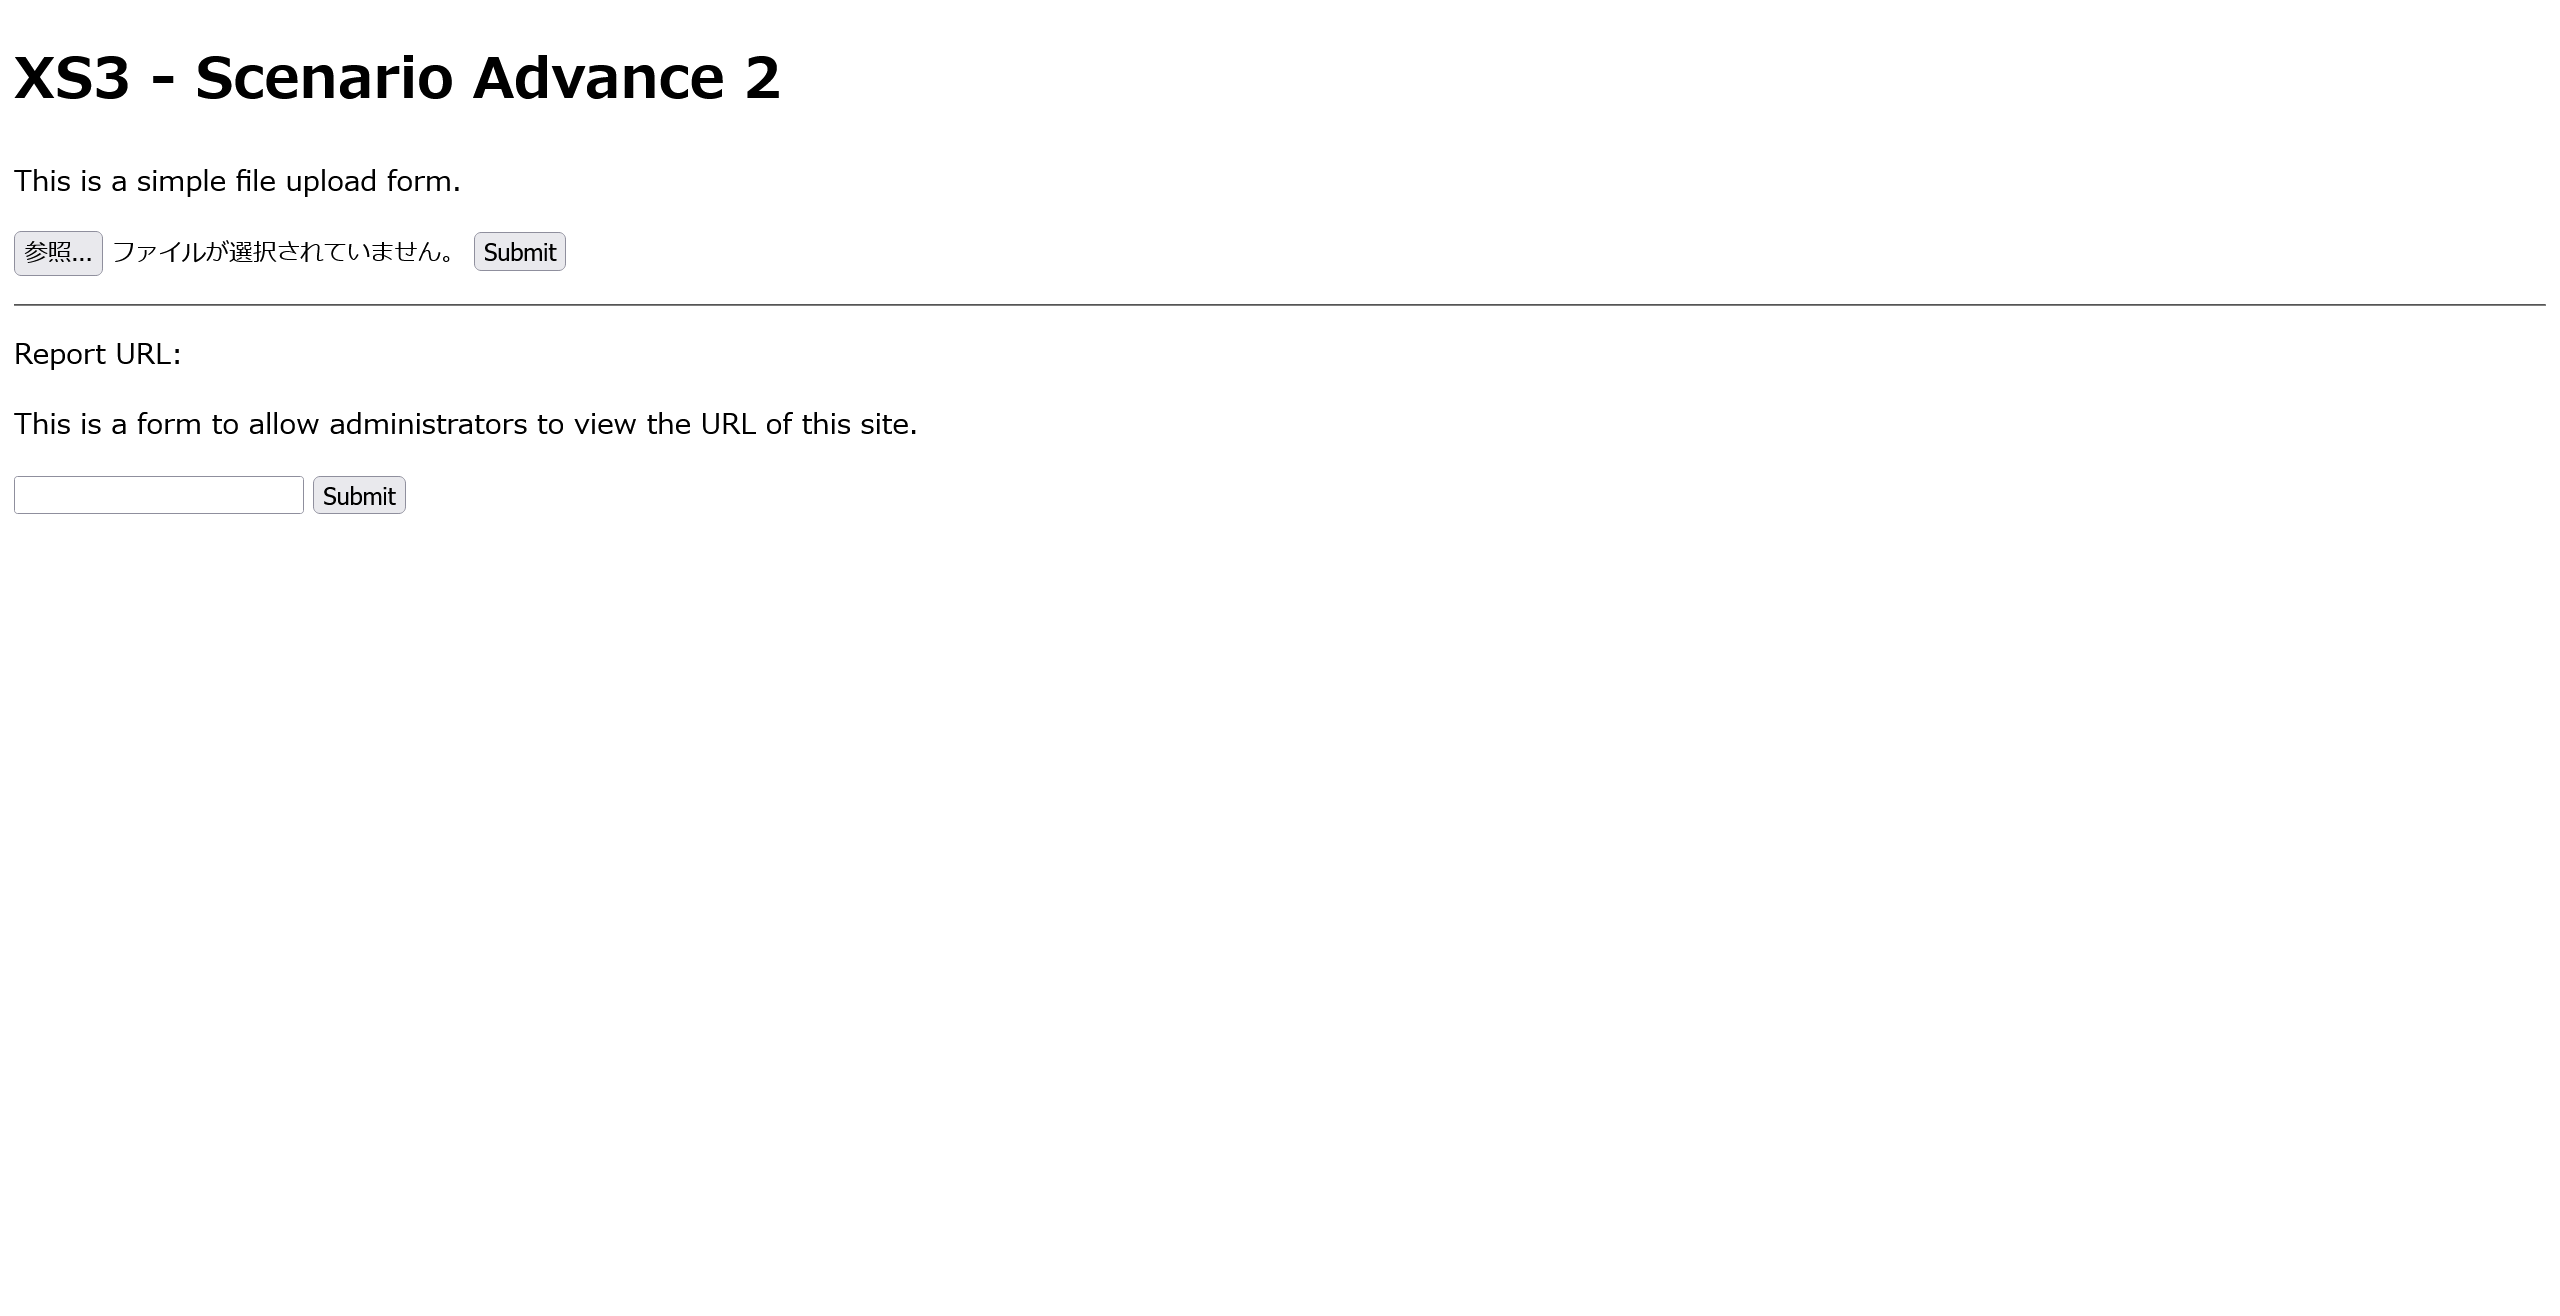 XS3 - Scenario Advance 2
This is a simple file upload form.
参照... ファイルが選択されていません。 Submit
Report URL:
This is a form to allow administrators to view the URL of this site.
Submit